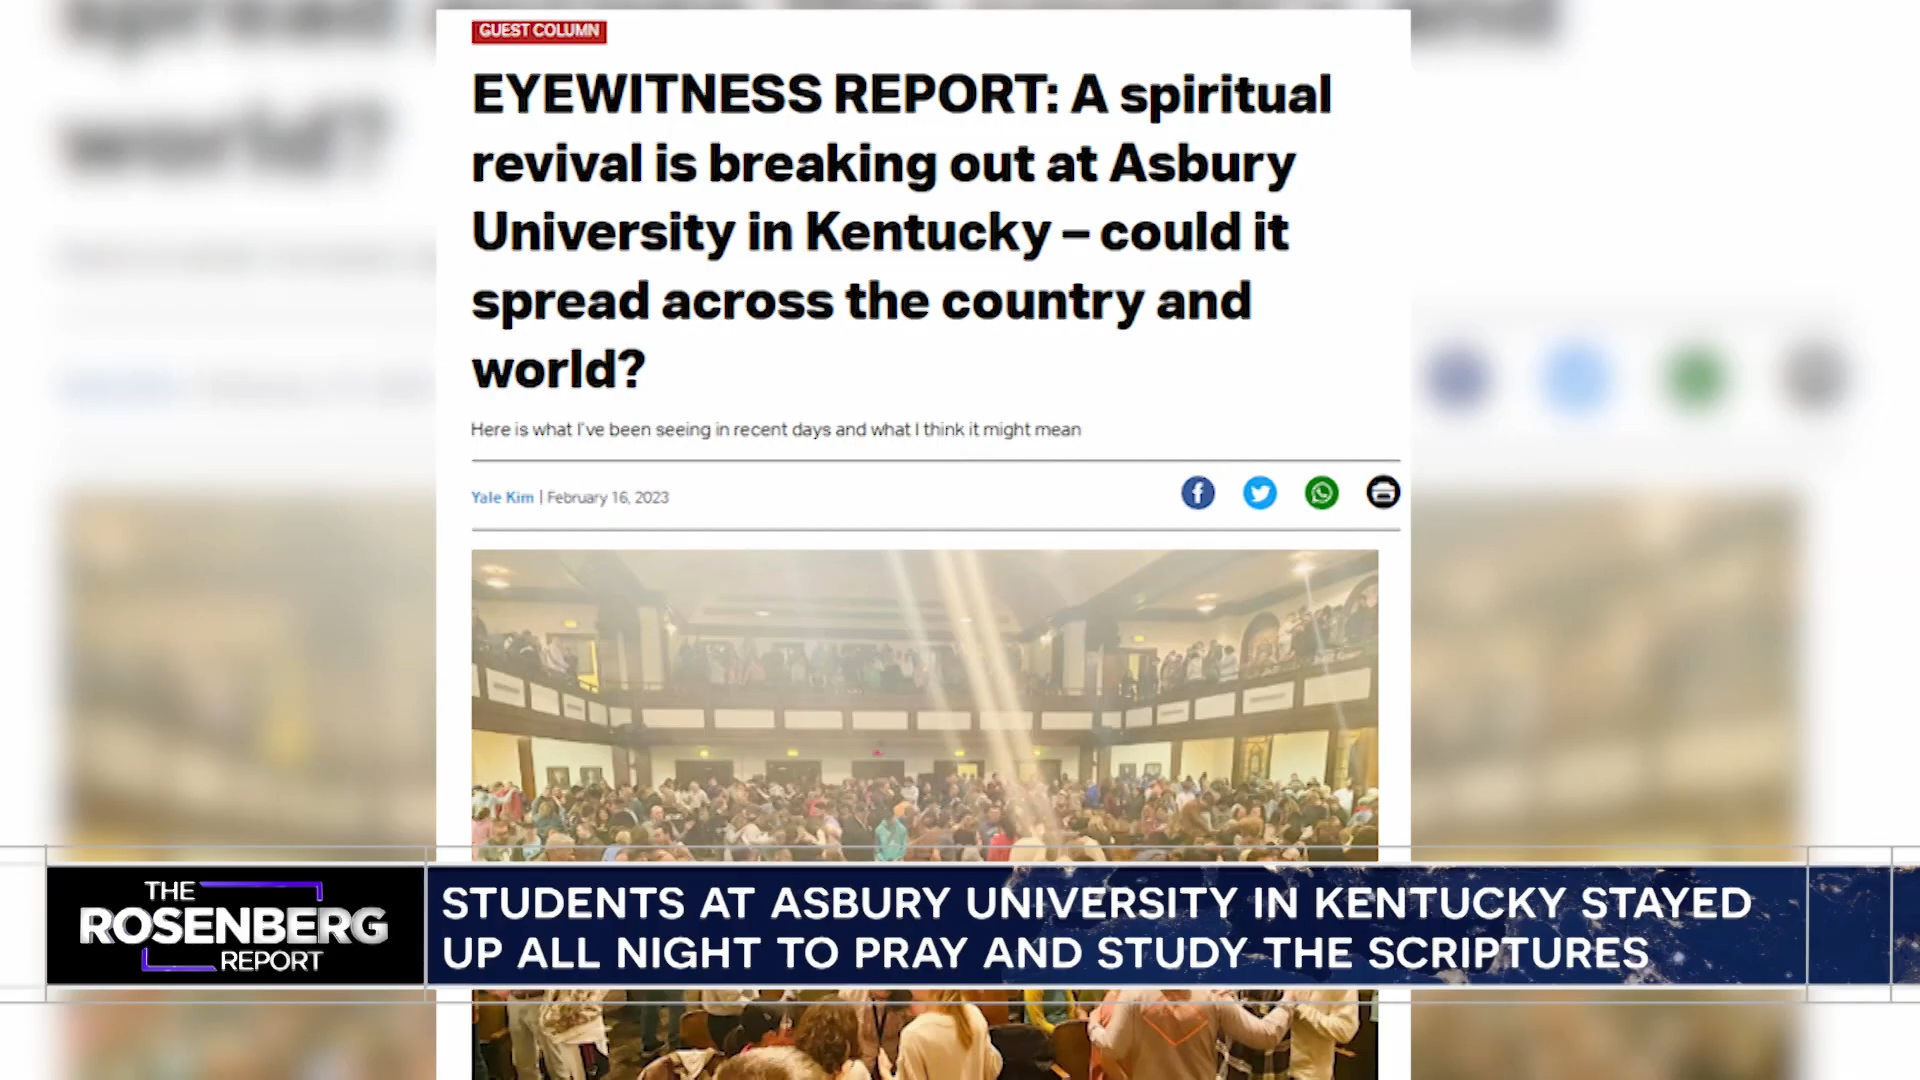 GUEST COLUMN
EYEWITNESS REPORT: A spiritual
revival is breaking out at Asbury
University in Kentucky – could it
spread across the country and
world?
Here is what I've been seeing in recent days and what I think it might mean
Yale Kim | February 16, 2023
THE
ROSENBERG
REPORT
STUDENTS AT ASBURY UNIVERSITY IN KENTUCKY STAYED
UP ALL NIGHT TO PRAY AND STUDY THE SCRIPTURES